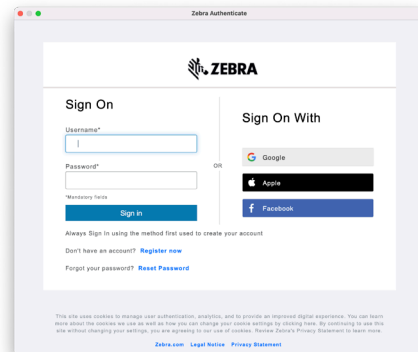 Zebra Authenticate
ZEBRA
Sign On
Username*
Password*
*Mandatory fields
Sign in
OR
Sign On With
Google
Apple
Facebook
Always Sign In using the method first used to create your account
Don't have an account? Register now
Forgot your password? Reset Password
This site uses cookies to manage user authentication, analytics, and to provide an improved digital experience. You can learn
more about the cookies we use as well as how you can change your cookie settings by clicking here. By continuing to use this
site without changing your settings, you are agreeing to our use of cookies. Review Zebra's Privacy Statement to learn more.
Zebra.com Legal Notice Privacy Statement